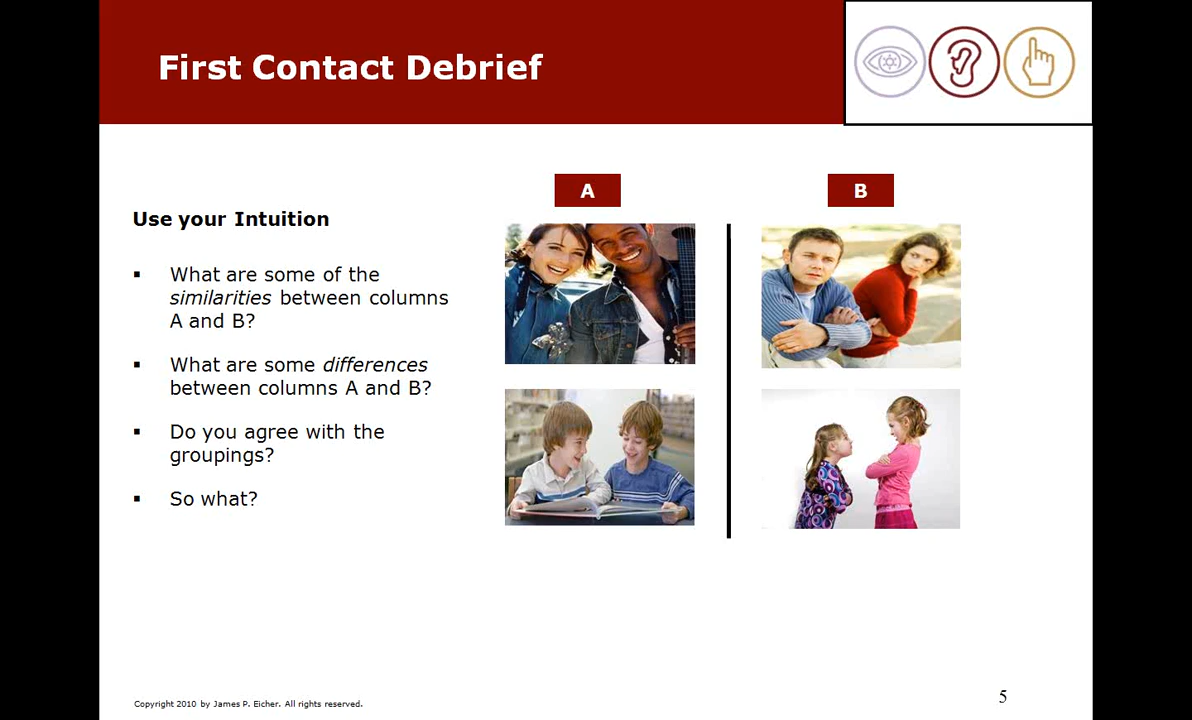 First Contact Debrief
A
B
Use your Intuition
▪ What are some of the
similarities between columns
A and B?
▪ What are some differences
between columns A and B?
▪ Do you agree with the
groupings?
▪ So what?
Copyright 2010 by James P. Eicher. All rights reserved.
5